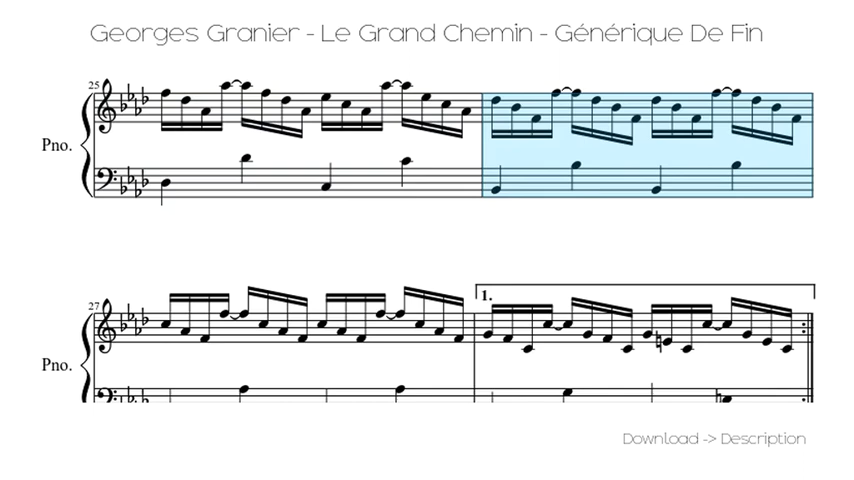 Georges Granier - Le Grand Chemin - Générique De Fin
25
Pno.
27
1.
Pno.
Download -> Description